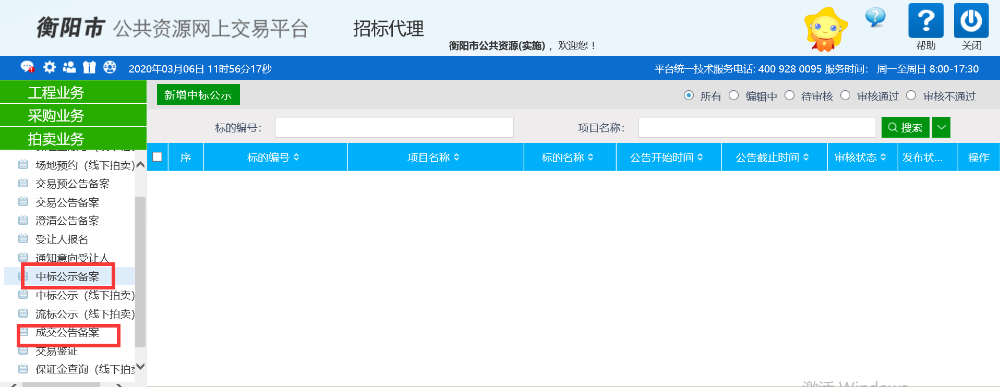 衡阳市 公共资源网上交易平台 招标代理
衡阳市公共资源(实施) ，欢迎您！
帮助
关闭
2020年03月06日 11时56分17秒
平台统一技术服务电话: 400 928 0095 服务时间： 周一至周日 8:00-17:30
工程业务
采购业务
拍卖业务
场地预约（线下拍卖）
交易预公告备案
交易公告备案
澄清公告备案
受让人报名
通知意向受让人
中标公示备案
中标公示（线下拍卖）
流标公示（线下拍卖）
成交公告备案
交易鉴证
保证金查询（线下拍卖
新增中标公示
所有 编辑中 待审核 审核通过 审核不通过
标的编号：
项目名称：
搜索
序 标的编号 项目名称 标的名称 公告开始时间 公告截止时间 审核状态 发布状... 操作
激活 Windows